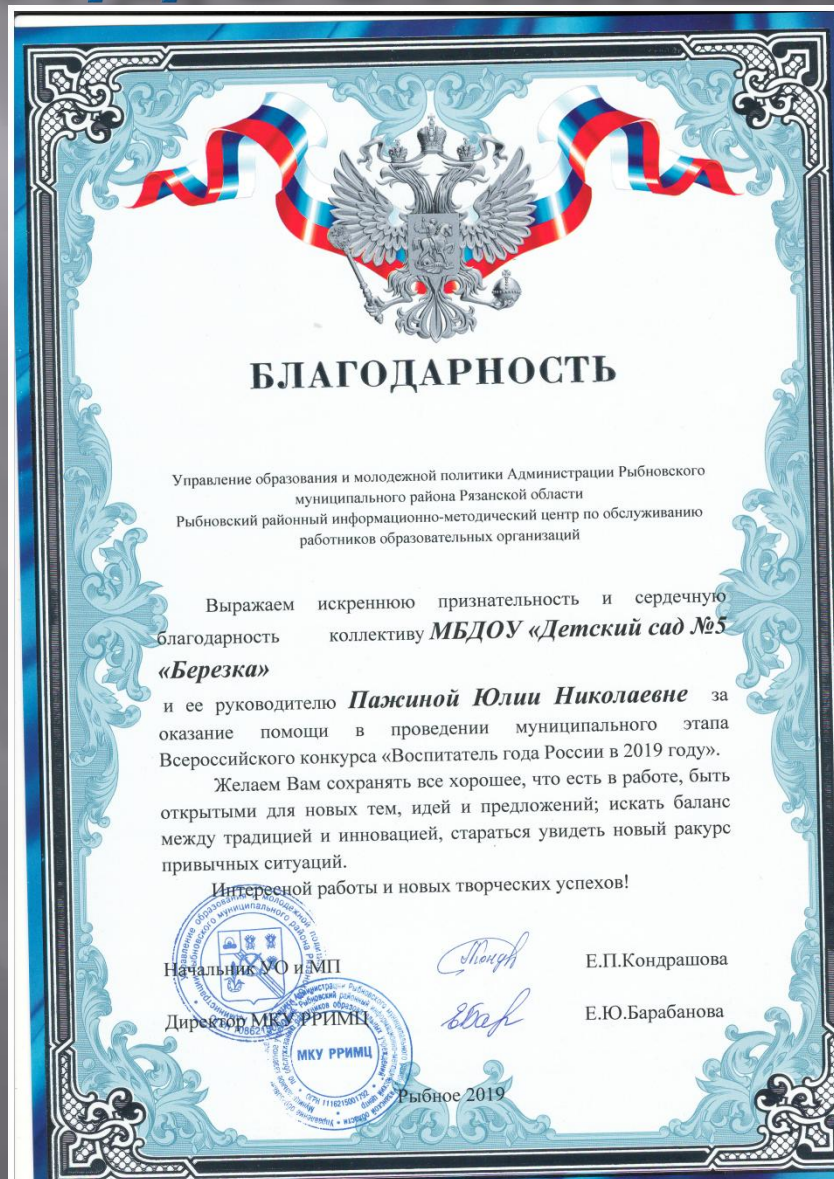 БЛАГОДАРНОСТЬ
Управление образования и молодежной политики Администрации Рыбновского
муниципального района Рязанской области
Рыбновский районный информационно-методический центр по обслуживанию
работников образовательных организаций
Выражаем искреннюю признательность и сердечную
благодарность коллективу МБДОУ «Детский сад №5
«Березка»
и ее руководителю Пажиной Юлии Николаевне за
оказание помощи в проведении муниципального этапа
Всероссийского конкурса «Воспитатель года России в 2019 году».
Желаем Вам сохранять все хорошее, что есть в работе, быть
открытыми для новых тем, идей и предложений; искать баланс
между традицией и инновацией, стараться увидеть новый ракурс
привычных ситуаций.
Интересной работы и новых творческих успехов!
Начальник УО и МП Е.П.Кондрашова
Директор МКУ РРИМЦ Е.Ю.Барабанова
МКУ РРИМЦ
Рыбное 2019